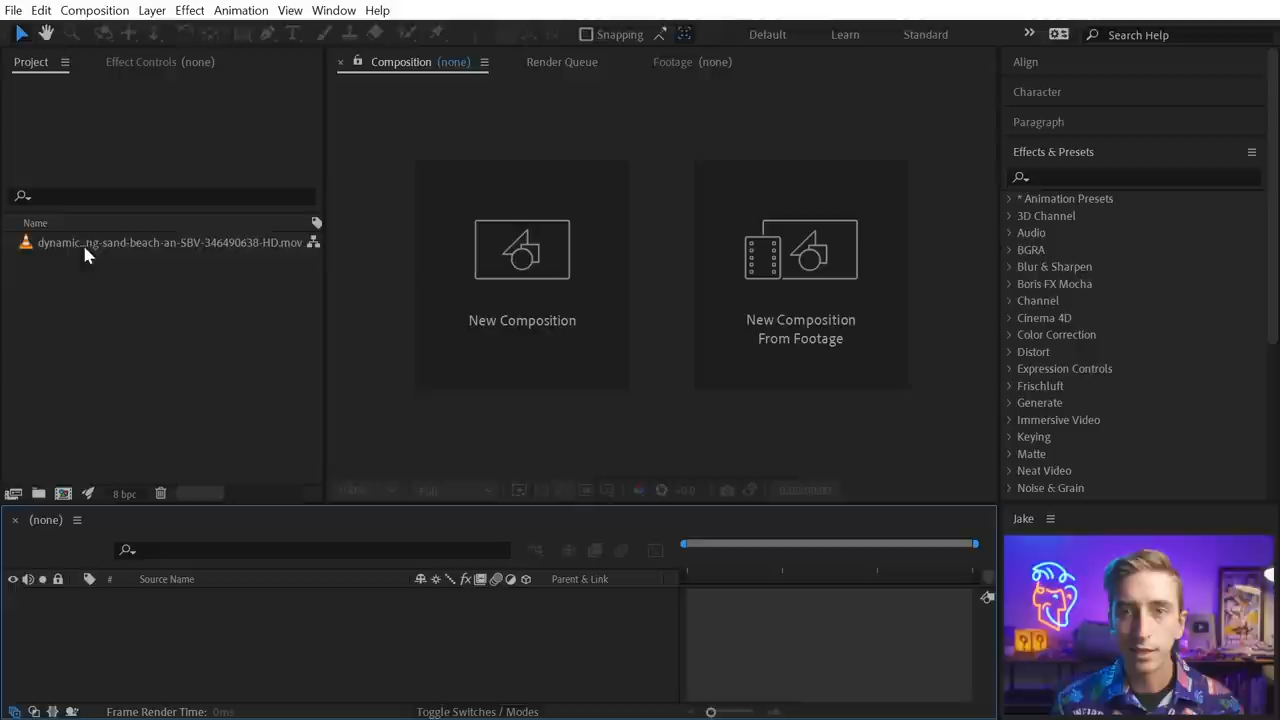 File Edit Composition Layer Effect Animation View Window Help
Snapping Default Learn Standard Search Help
Project Effect Controls (none) Composition (none) Render Queue Footage (none) Align
Character
Paragraph
Effects & Presets
Name
dynamic...ng-sand-beach-an-SBV-346490638-HD.mov
New Composition
New Composition
From Footage
* Animation Presets
3D Channel
Audio
BGRA
Blur & Sharpen
Boris FX Mocha
Channel
Cinema 4D
Color Correction
Distort
Expression Controls
Frischluft
Generate
Immersive Video
Keying
Matte
Neat Video
Noise & Grain
8 bpc Full
(none)
Jake
# Source Name fx Parent & Link
Frame Render Time: 0ms Toggle Switches / Modes